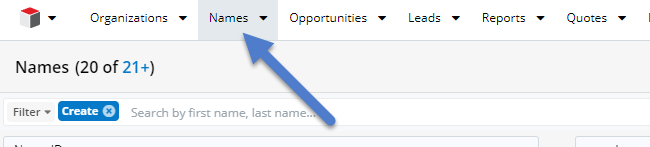 Organizations Names Opportunities Leads Reports Quotes
Names (20 of 21+)
Filter Create Search by first name, last name...